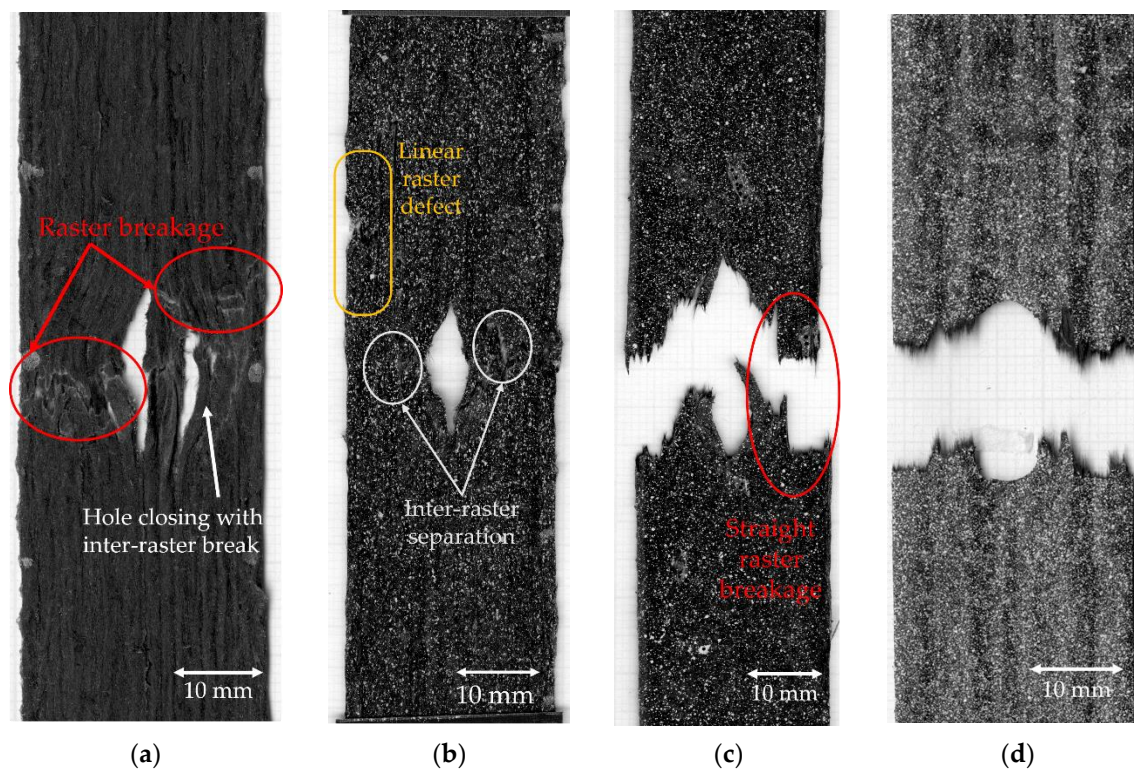 Raster breakage
Hole closing with
inter-raster break
10 mm
(a)
Linear
raster
defect
Inter-raster
separation
10 mm
(b)
Straight
raster
breakage
10 mm
(c)
10 mm
(d)